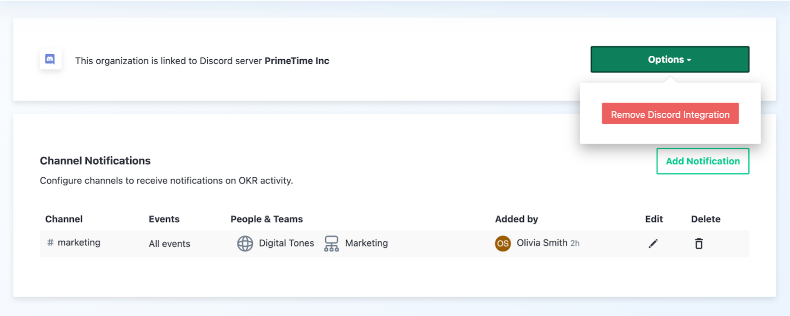 This organization is linked to Discord server PrimeTime Inc
Options
Remove Discord Integration
Channel Notifications
Add Notification
Configure channels to receive notifications on OKR activity.
Channel Events People & Teams Added by Edit Delete
# marketing All events Digital Tones Marketing OS Olivia Smith 2h